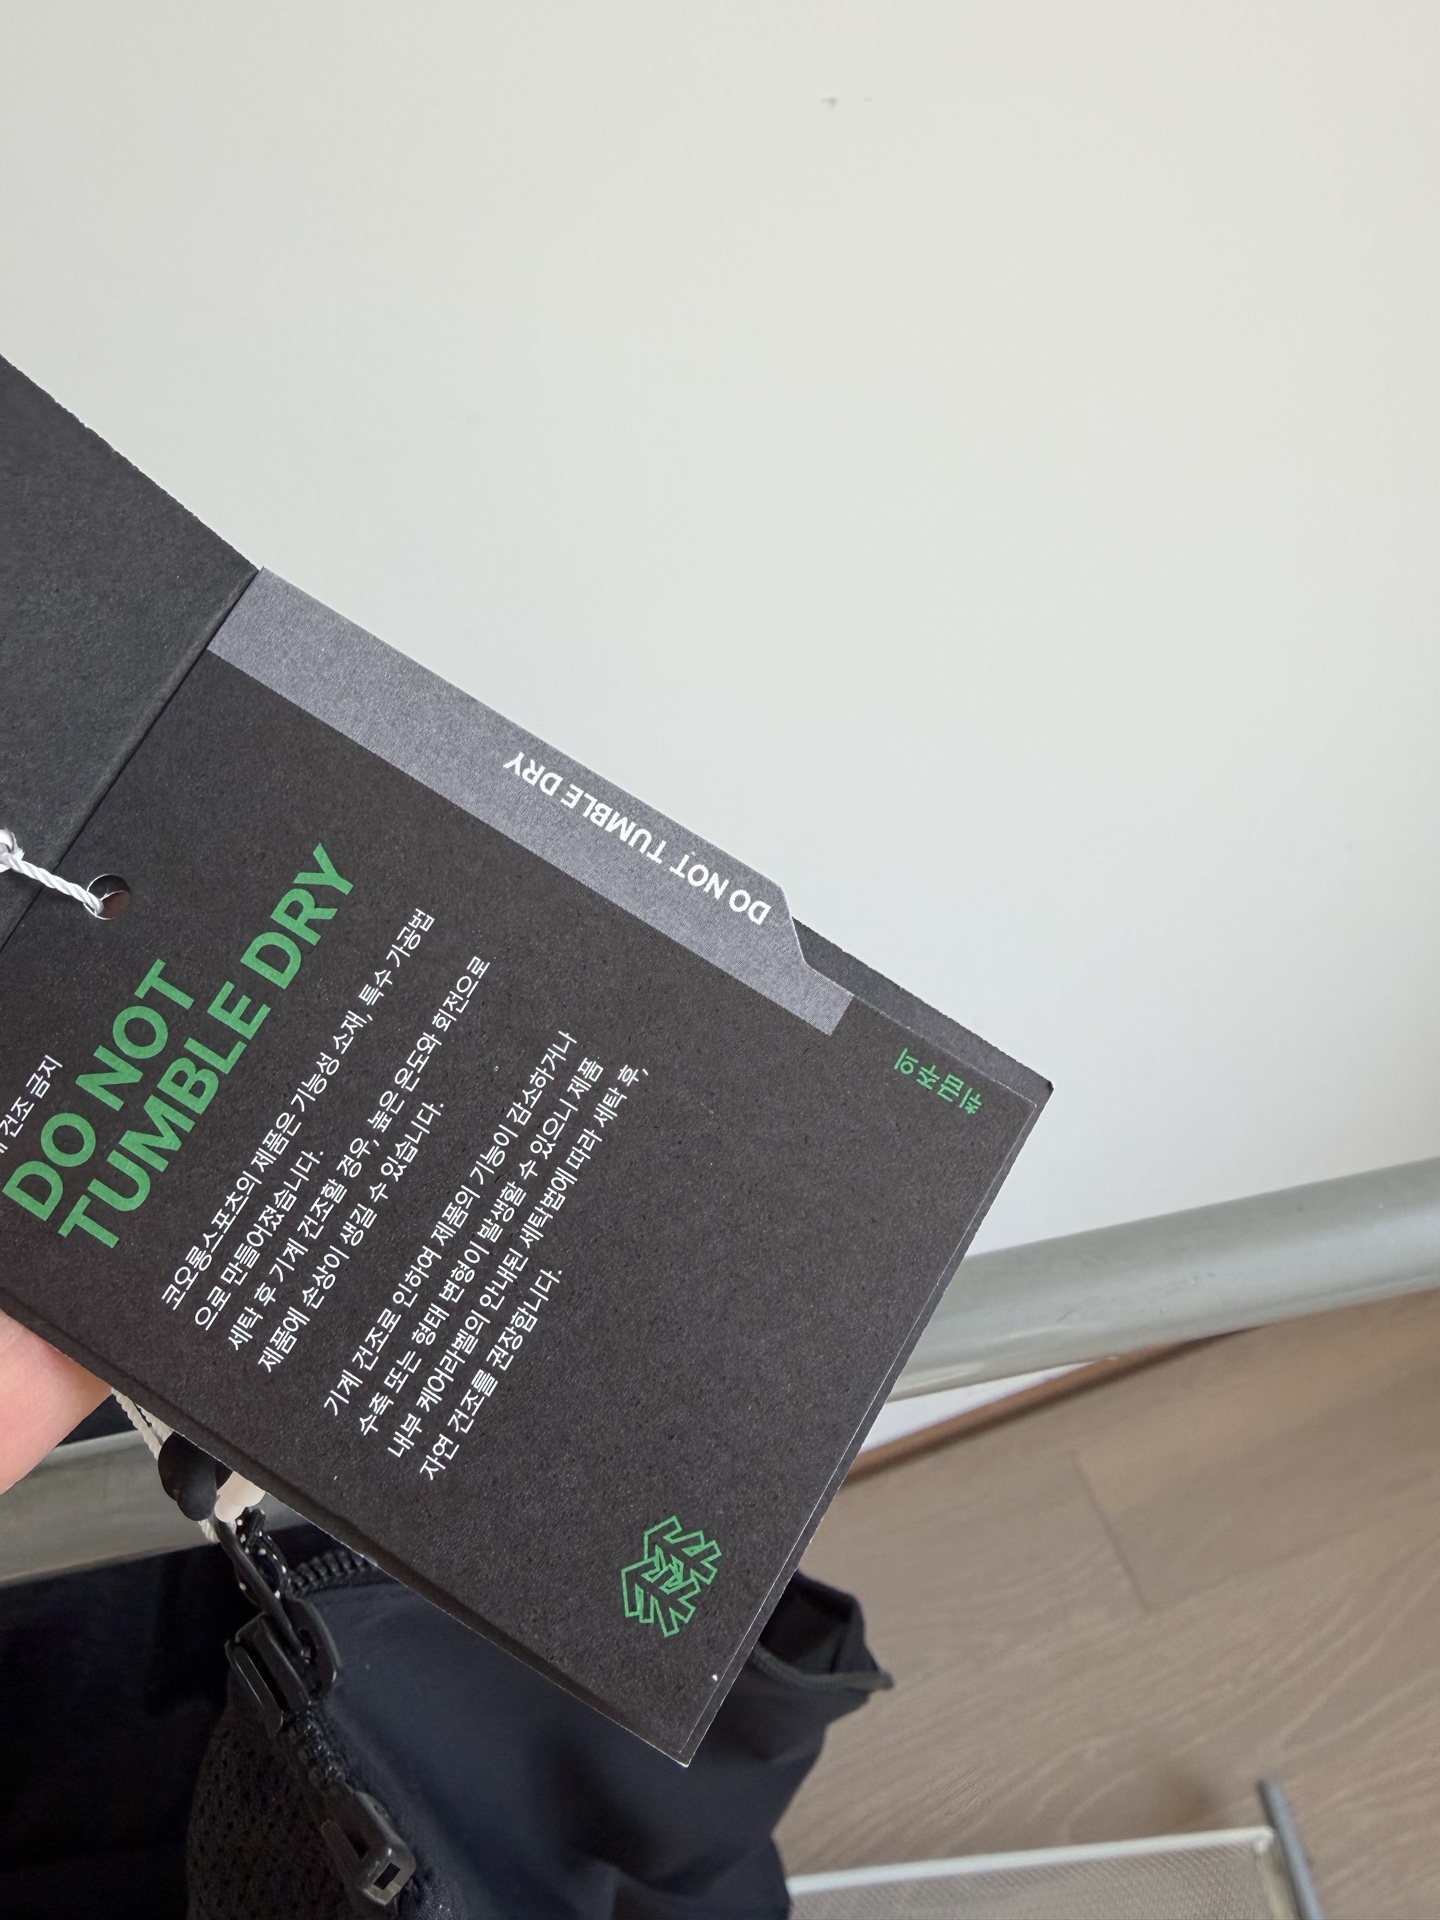 건조 금지
DO NOT
TUMBLE DRY
코오롱스포츠의 제품은 기능성 소재, 특수 가공법
으로 만들어졌습니다.
세탁 후 기계 건조할 경우, 높은 온도와 회전으로
제품에 손상이 생길 수 있습니다.
기계 건조로 인하여 제품의 기능이 감소하거나
수축 또는 형태 변형이 발생할 수 있으니 제품
내부 케어라벨의 안내된 세탁법에 따라 세탁 후,
자연 건조를 권장합니다.
DO NOT TUMBLE DRY